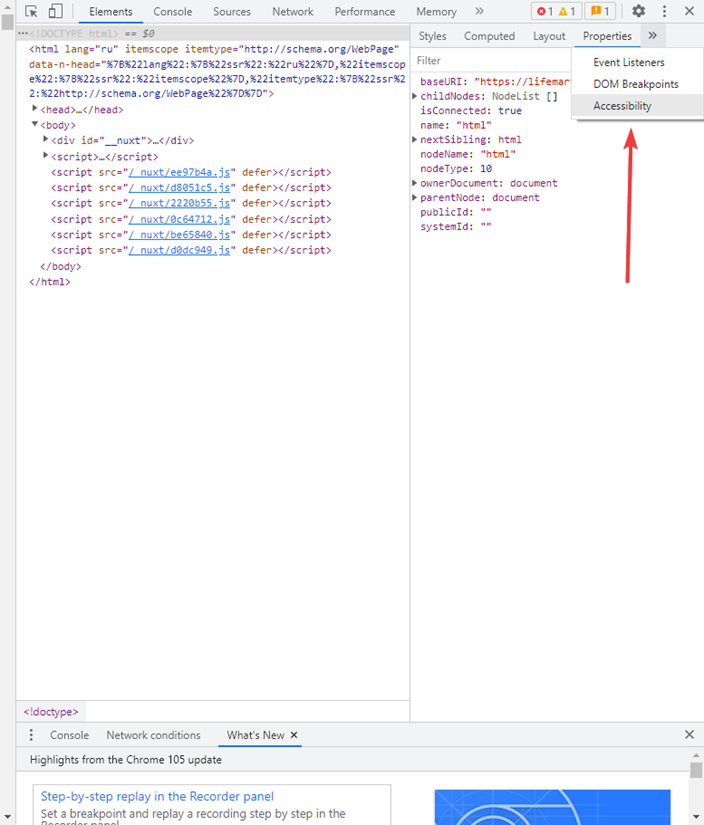 Elements Console Sources Network Performance Memory » 1 1 1
<!DOCTYPE html> == $0
<html lang="ru" itemscope itemtype="http://schema.org/WebPage"
data-n-head="%7B%22lang%22:%7B%22ssr%22:%22ru%22%7D,%22itemscop
e%22:%7B%22ssr%22:%22itemscope%22%7D,%22itemtype%22:%7B%22ssr%2
2:%22http://schema.org/WebPage%22%7D%7D">
<head>…</head>
<body>
<div id="__nuxt">…</div>
<script>…</script>
<script src="/_nuxt/ee97b4a.js" defer></script>
<script src="/_nuxt/d8051c5.js" defer></script>
<script src="/_nuxt/2220b55.js" defer></script>
<script src="/_nuxt/0c64712.js" defer></script>
<script src="/_nuxt/be65840.js" defer></script>
<script src="/_nuxt/d0dc949.js" defer></script>
</body>
</html>
<!doctype>
Styles Computed Layout Properties »
Filter
Event Listeners
DOM Breakpoints
Accessibility
baseURI: "https://lifemar
childNodes: NodeList []
isConnected: true
name: "html"
nextSibling: html
nodeName: "html"
nodeType: 10
ownerDocument: document
parentNode: document
publicId: ""
systemId: ""
Console Network conditions What's New ×
Highlights from the Chrome 105 update
Step-by-step replay in the Recorder panel
Set a breakpoint and replay a recording step by step in the
Recorder panel